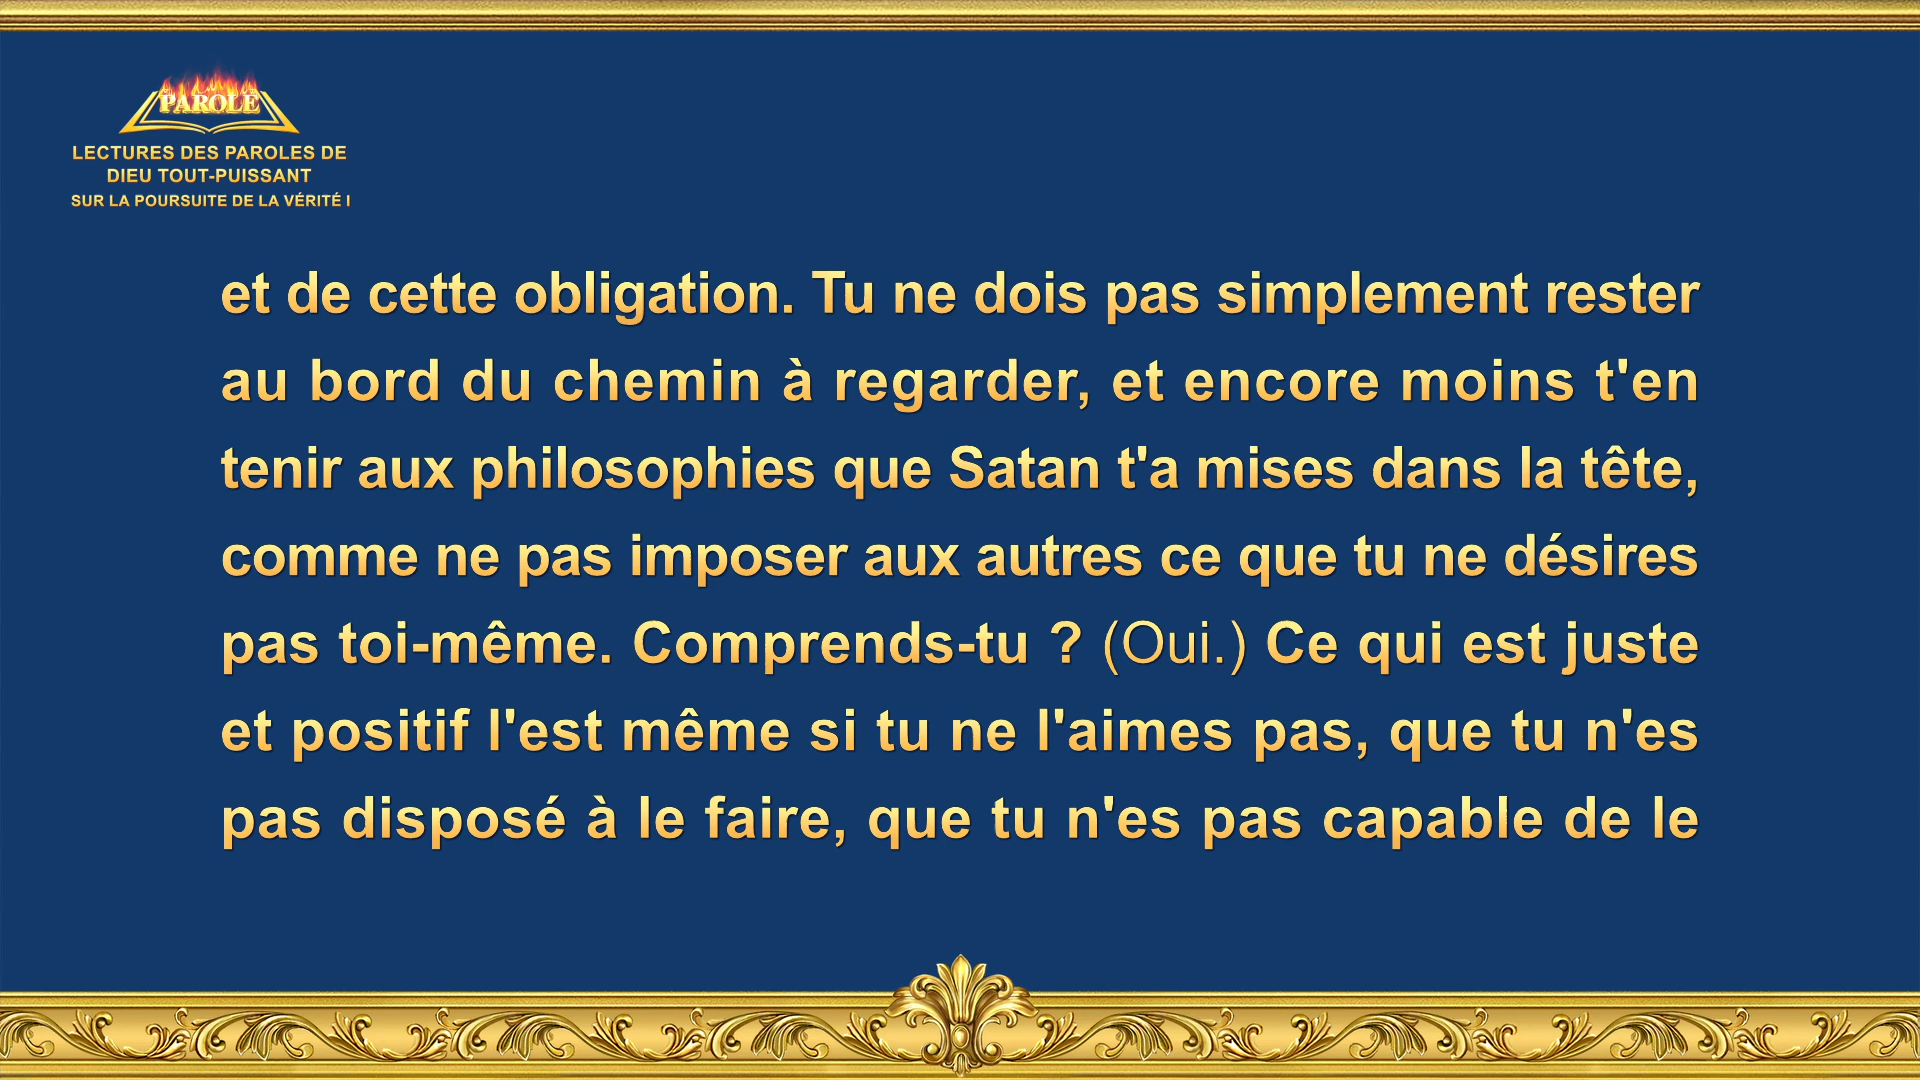 PAROLE
LECTURES DES PAROLES DE
DIEU TOUT-PUISSANT
SUR LA POURSUITE DE LA VÉRITÉ I
et de cette obligation. Tu ne dois pas simplement rester
au bord du chemin à regarder, et encore moins t'en
tenir aux philosophies que Satan t'a mises dans la tête,
comme ne pas imposer aux autres ce que tu ne désires
pas toi-même. Comprends-tu ? (Oui.) Ce qui est juste
et positif l'est même si tu ne l'aimes pas, que tu n'es
pas disposé à le faire, que tu n'es pas capable de le